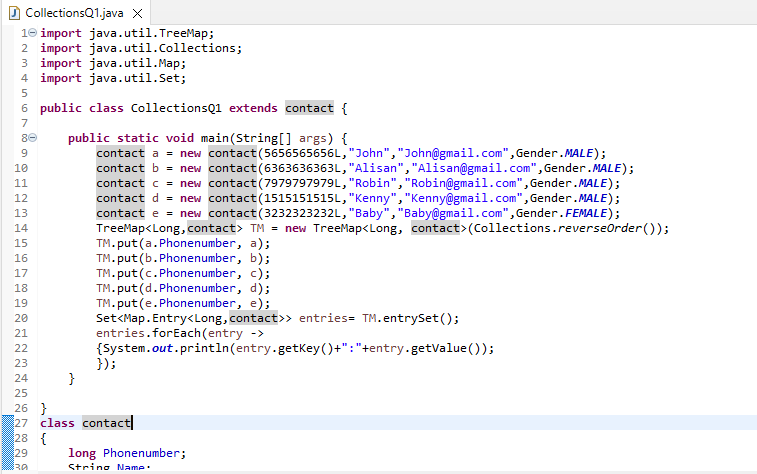 CollectionsQ1.java
1 import java.util.TreeMap;
2 import java.util.Collections;
3 import java.util.Map;
4 import java.util.Set;
5
6 public class CollectionsQ1 extends contact {
7
8     public static void main(String[] args) {
9         contact a = new contact(5656565656L,"John","John@gmail.com",Gender.MALE);
10         contact b = new contact(6363636363L,"Alisan","Alisan@gmail.com",Gender.MALE);
11         contact c = new contact(7979797979L,"Robin","Robin@gmail.com",Gender.MALE);
12         contact d = new contact(1515151515L,"Kenny","Kenny@gmail.com",Gender.MALE);
13         contact e = new contact(3232323232L,"Baby","Baby@gmail.com",Gender.FEMALE);
14         TreeMap<Long,contact> TM = new TreeMap<Long, contact>(Collections.reverseOrder());
15         TM.put(a.Phonenumber, a);
16         TM.put(b.Phonenumber, b);
17         TM.put(c.Phonenumber, c);
18         TM.put(d.Phonenumber, d);
19         TM.put(e.Phonenumber, e);
20         Set<Map.Entry<Long,contact>> entries= TM.entrySet();
21         entries.forEach(entry ->
22         {System.out.println(entry.getKey()+":"+entry.getValue());
23         });
24     }
25
26 }
27 class contact
28 {
29     long Phonenumber;
30     String Name;